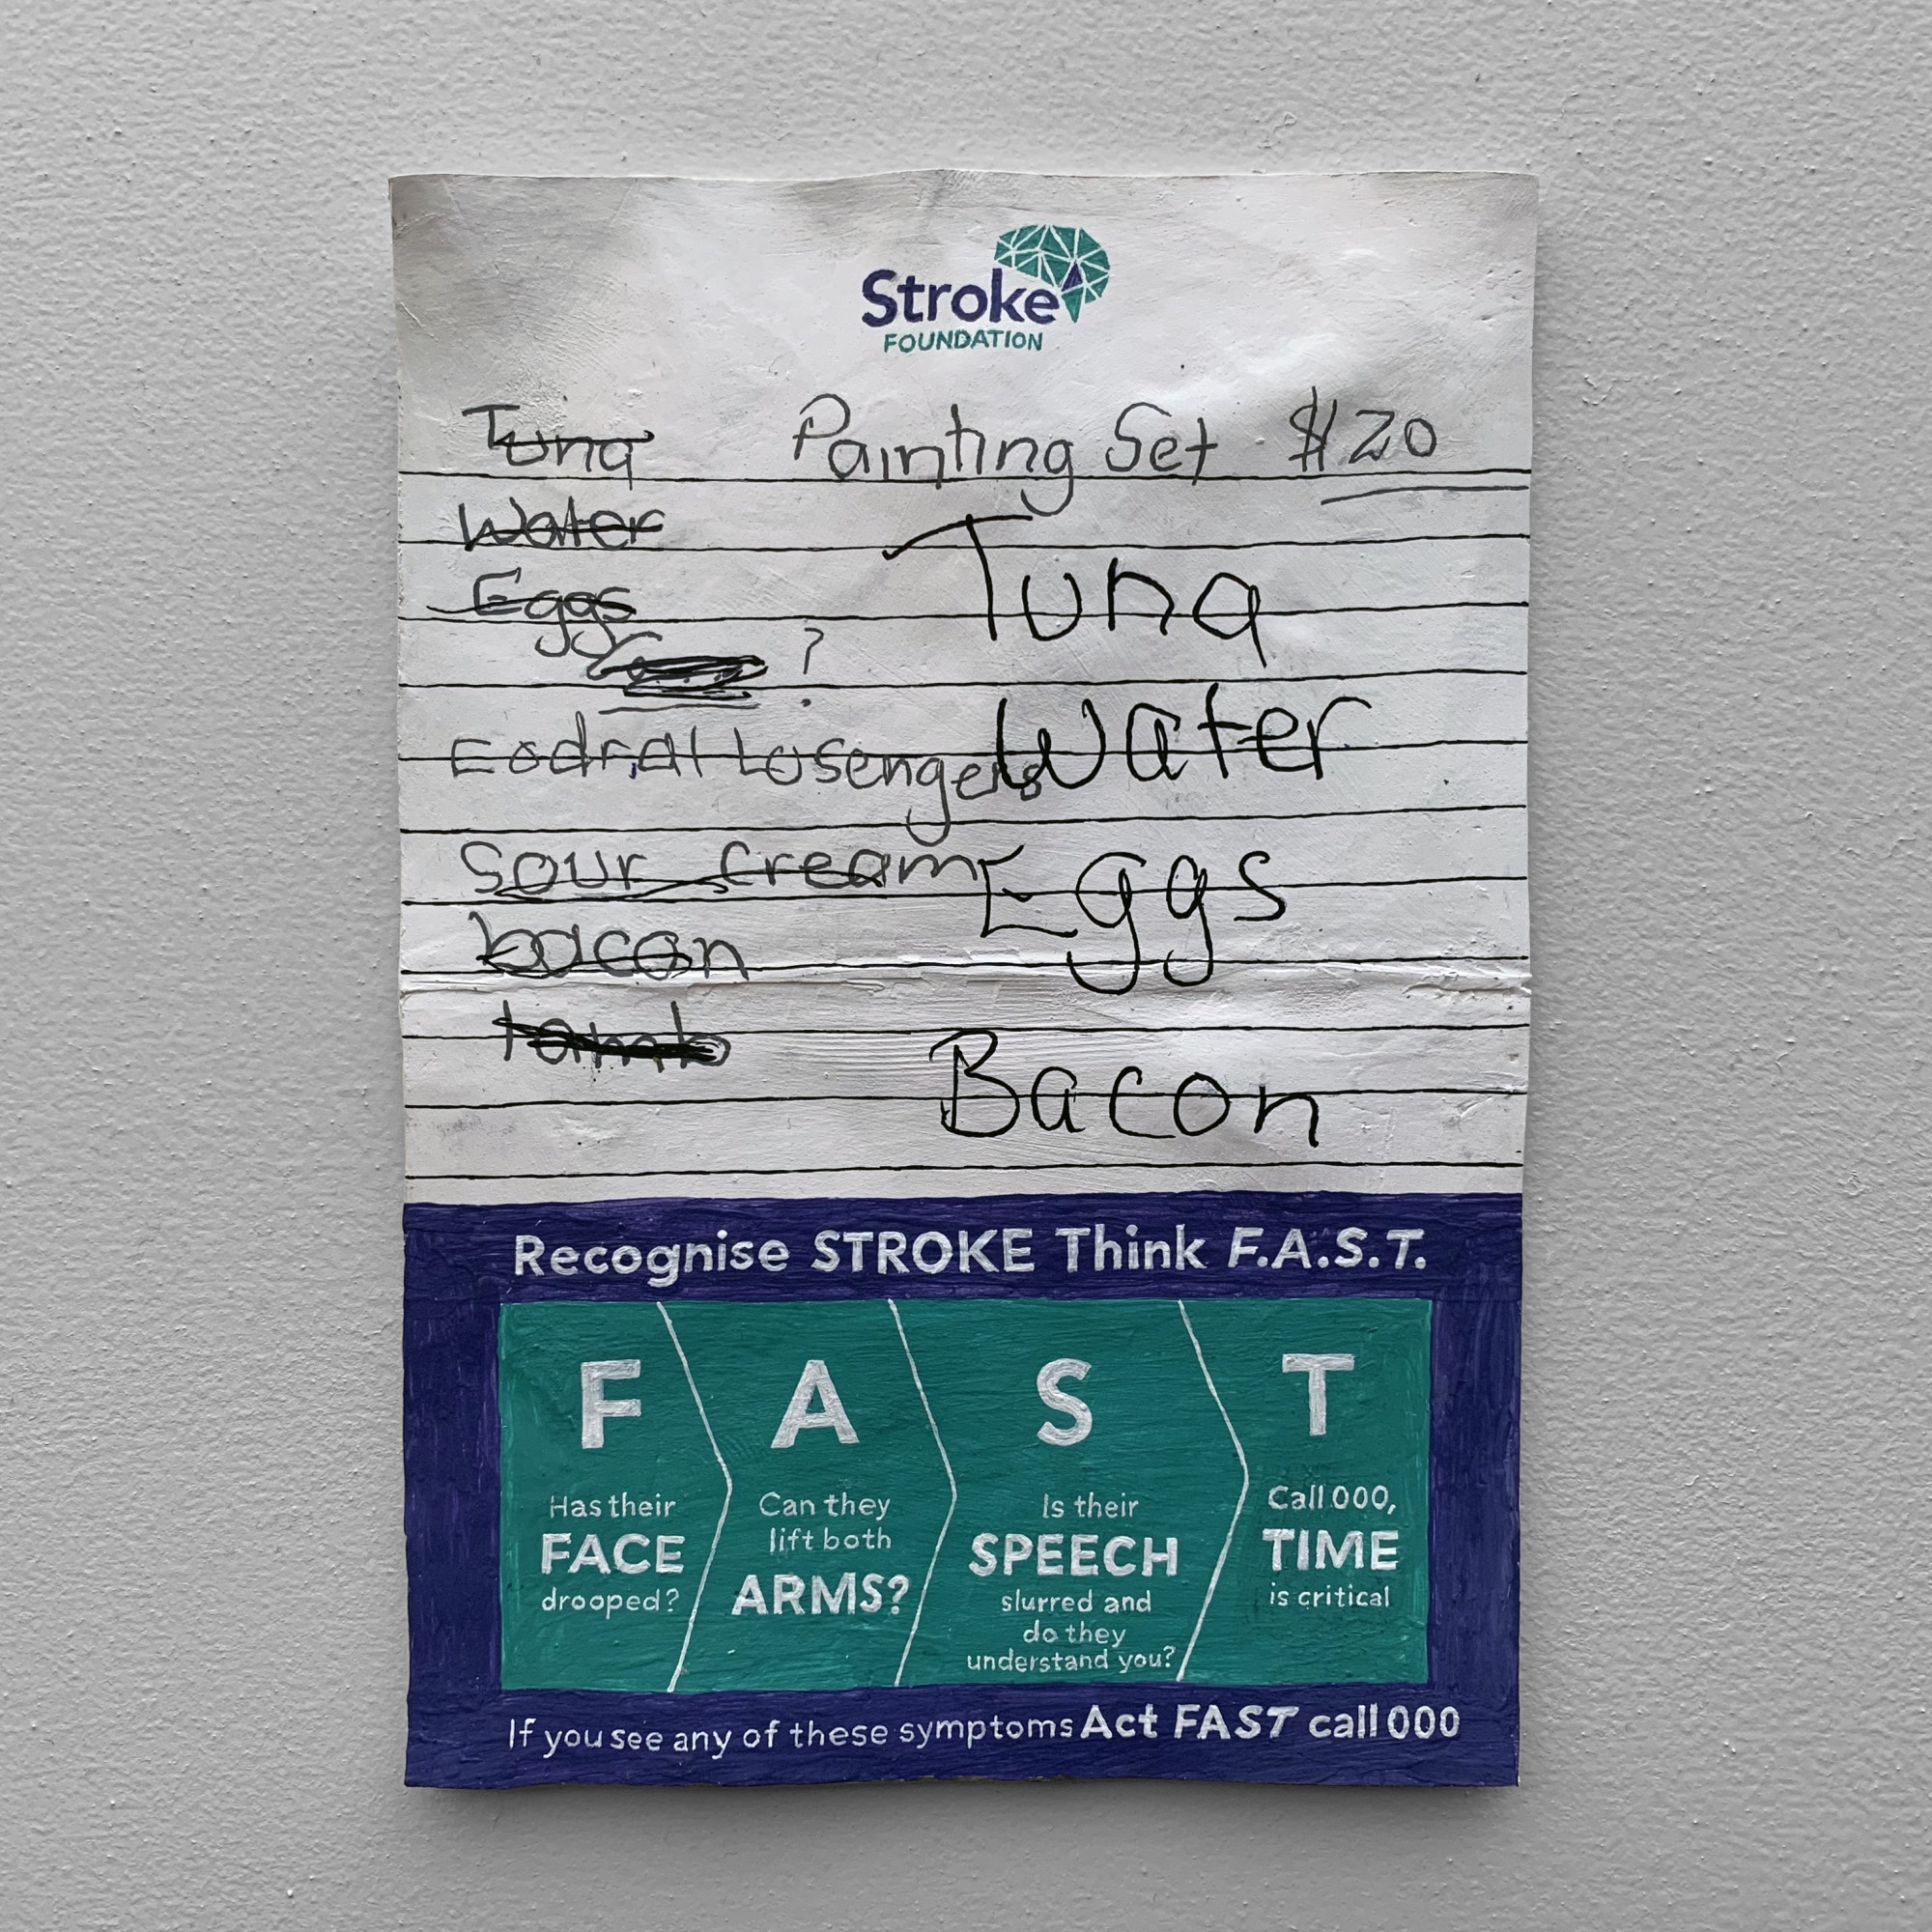 Stroke
FOUNDATION
Tuna Painting Set $20
Water
Tuna
Eggs
?
Codral Losengers
Water
Sour cream
Eggs
bacon
lamb
Bacon
Recognise STROKE Think F.A.S.T.
F
Has their
FACE
drooped?
A
Can they
lift both
ARMS?
S
Is their
SPEECH
slurred and
do they
understand you?
T
Call 000,
TIME
is critical
If you see any of these symptoms Act FAST call 000